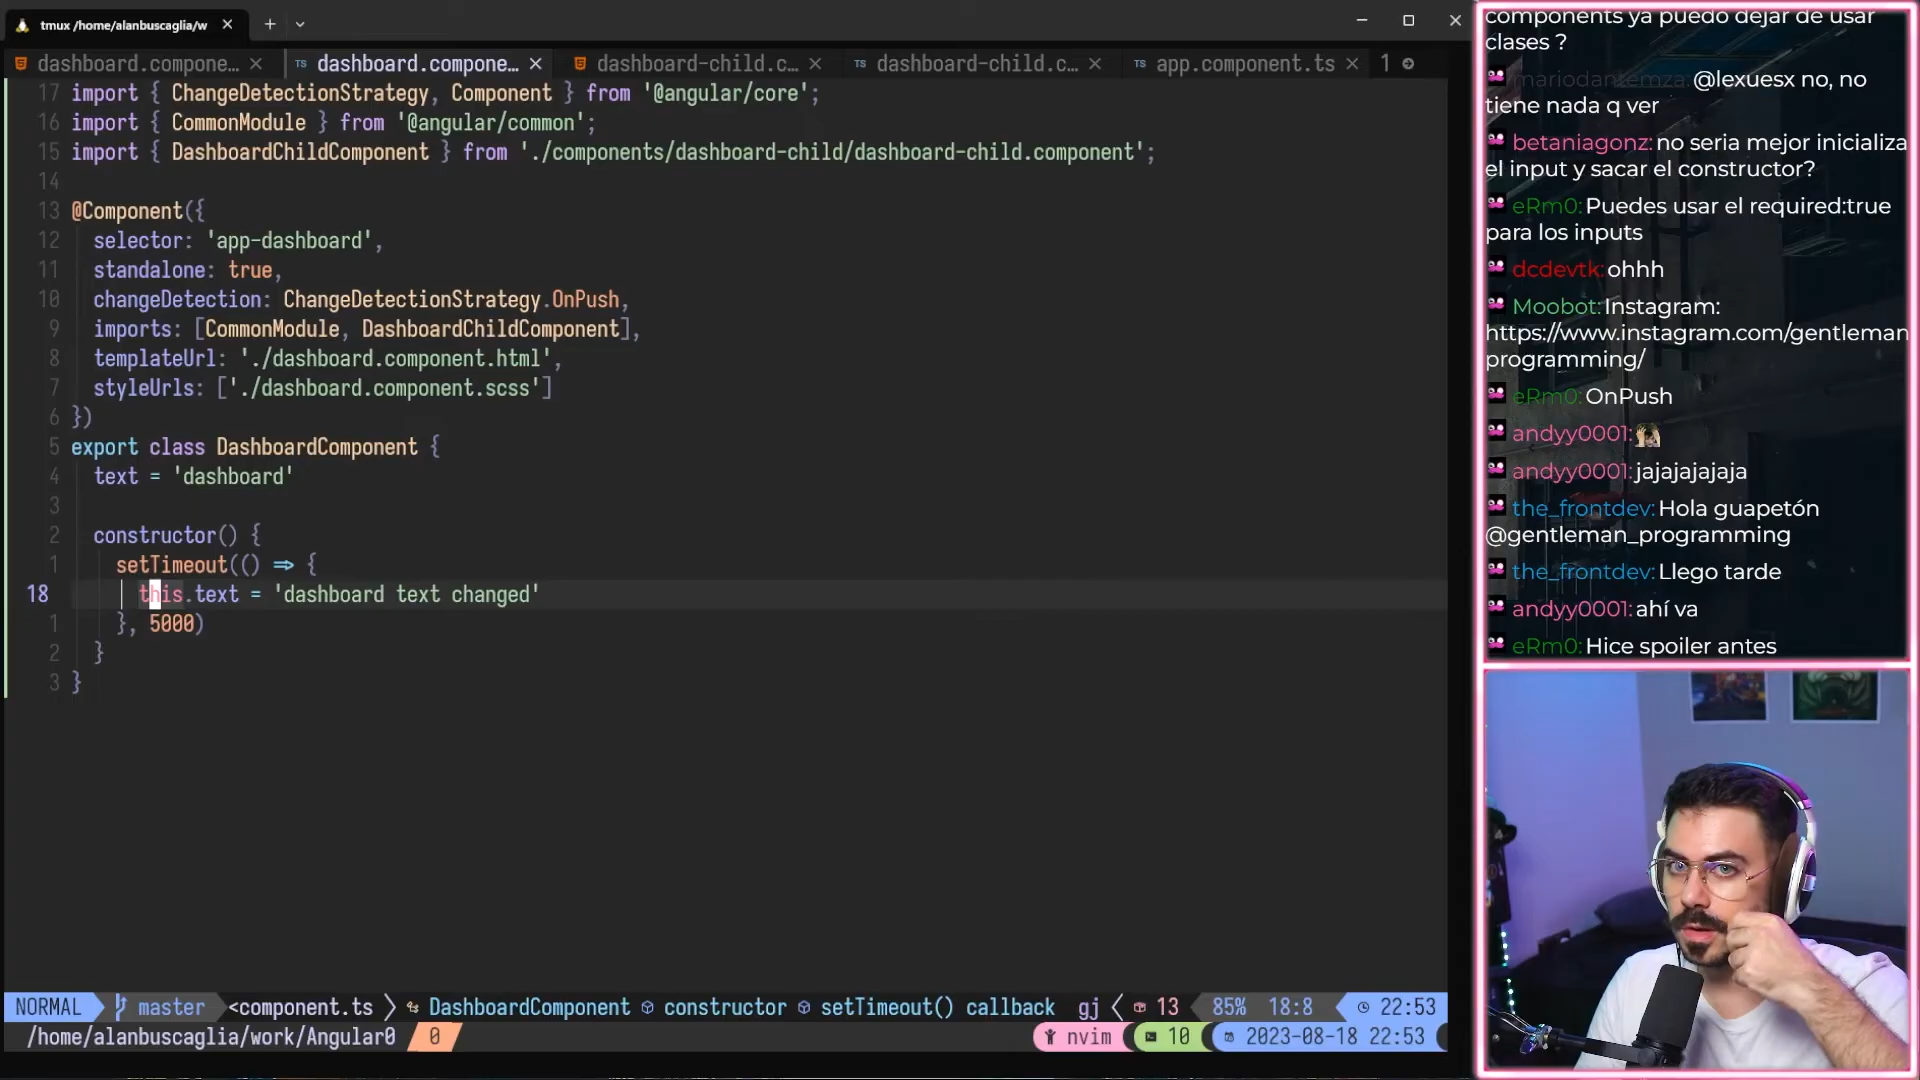 tmux /home/alanbuscaglia/w
dashboard.compone...
TS dashboard.compone...
dashboard-child.c...
TS dashboard-child.c...
TS app.component.ts
1
17 import { ChangeDetectionStrategy, Component } from '@angular/core';
16 import { CommonModule } from '@angular/common';
15 import { DashboardChildComponent } from './components/dashboard-child/dashboard-child.component';
14
13 @Component({
12 selector: 'app-dashboard',
11 standalone: true,
10 changeDetection: ChangeDetectionStrategy.OnPush,
9 imports: [CommonModule, DashboardChildComponent],
8 templateUrl: './dashboard.component.html',
7 styleUrls: ['./dashboard.component.scss']
6 })
5 export class DashboardComponent {
4 text = 'dashboard'
3
2 constructor() {
1 setTimeout(() => {
18 this.text = 'dashboard text changed'
1 }, 5000)
2 }
3 }
NORMAL master <component.ts DashboardComponent constructor setTimeout() callback gj 13 85% 18:8 22:53
/home/alanbuscaglia/work/Angular0 0 nvim 10 2023-08-18 22:53
components ya puedo dejar de usar
clases ?
mariodantemza: @lexuesx no, no
tiene nada q ver
betaniagonz: no seria mejor inicializa
el input y sacar el constructor?
eRm0: Puedes usar el required:true
para los inputs
dcdevtk: ohhh
Moobot: Instagram:
https://www.instagram.com/gentleman
programming/
eRm0: OnPush
andyy0001:
andyy0001: jajajajajaja
the_frontdev: Hola guapetón
@gentleman_programming
the_frontdev: Llego tarde
andyy0001: ahí va
eRm0: Hice spoiler antes